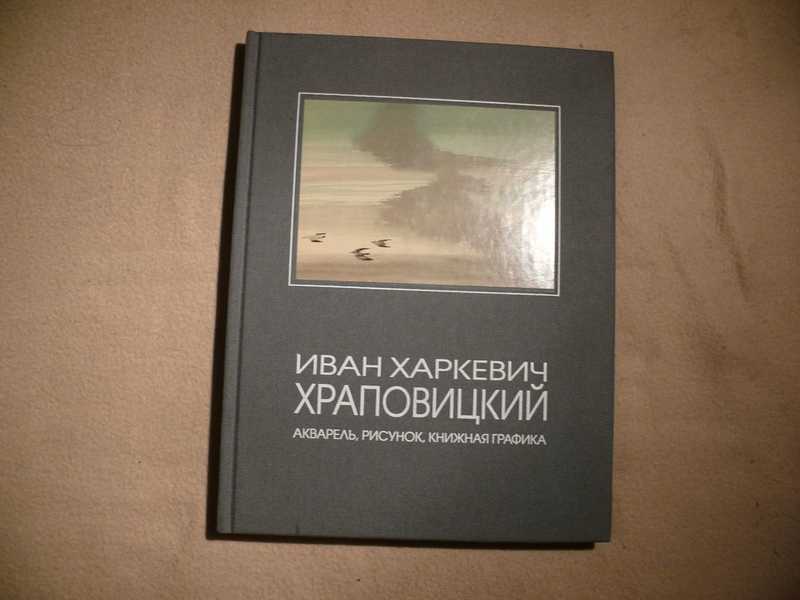 ИВАН ХАРКЕВИЧ
ХРАПОВИЦКИЙ
АКВАРЕЛЬ, РИСУНОК, КНИЖНАЯ ГРАФИКА